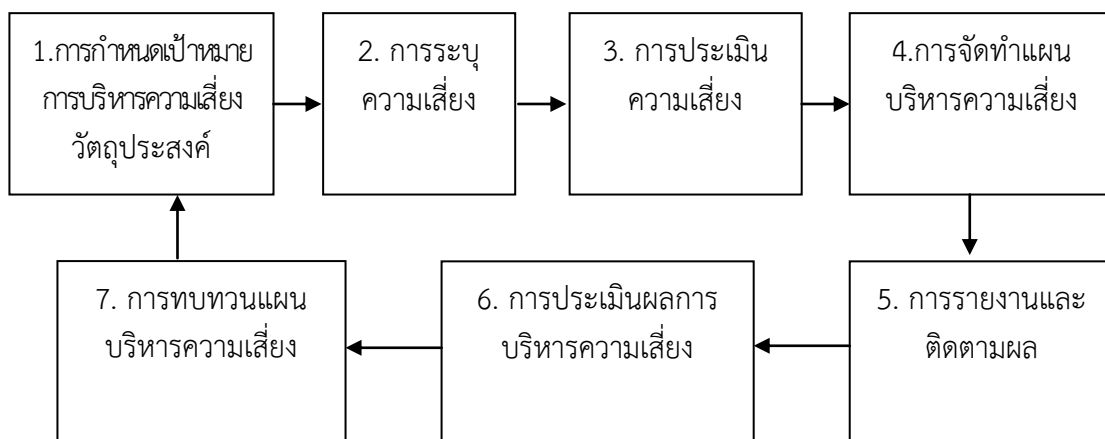 1.การกำหนดเป้าหมาย
การบริหารความเสี่ยง
วัตถุประสงค์
2. การระบุ
ความเสี่ยง
3. การประเมิน
ความเสี่ยง
4.การจัดทำแผน
บริหารความเสี่ยง
5. การรายงานและ
ติดตามผล
6. การประเมินผลการ
บริหารความเสี่ยง
7. การทบทวนแผน
บริหารความเสี่ยง